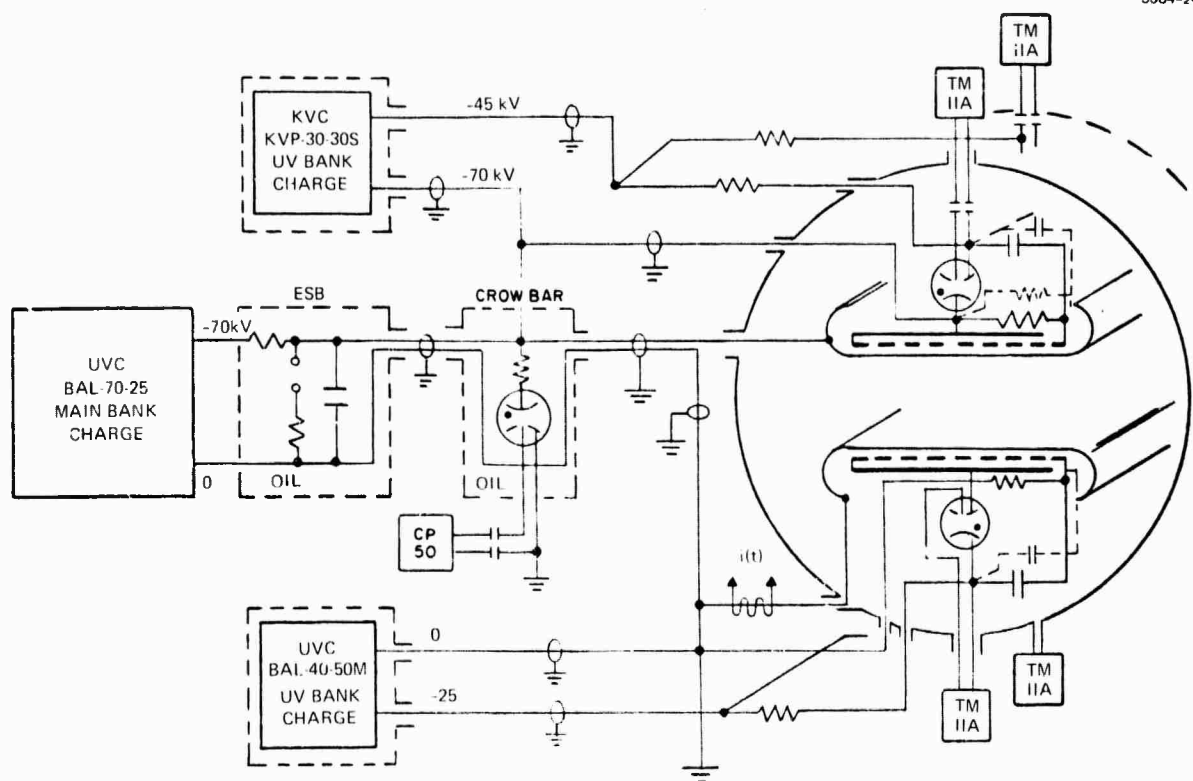 TM
IIA
TM
IIA
KVC
KVP-30-30S
UV BANK
CHARGE
-45 kV
-70 kV
ESB
CROW BAR
-70kV
UVC
BAL-70-25
MAIN BANK
CHARGE
0
OIL
OIL
CP
50
i(t)
UVC
BAL-40-50M
UV BANK
CHARGE
0
-25
TM
IIA
TM
IIA